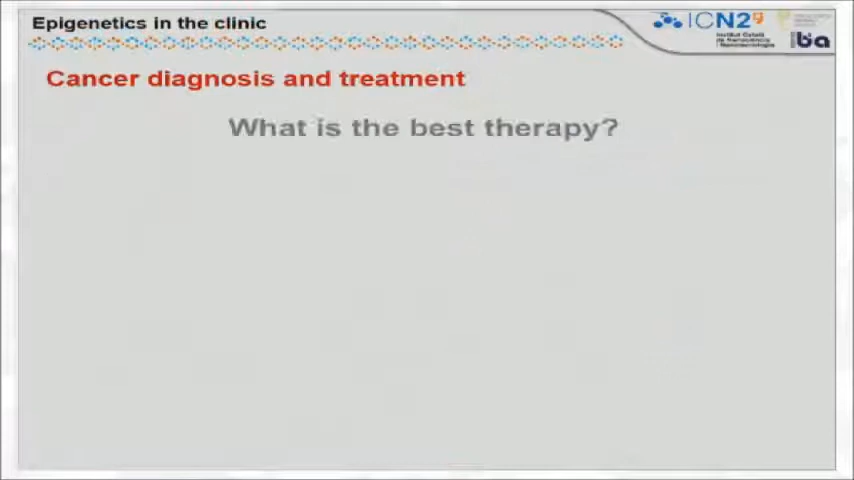 Epigenetics in the clinic
ICN2
Institut Català
de Nanociència
i Nanotecnologia
iba
Cancer diagnosis and treatment
What is the best therapy?